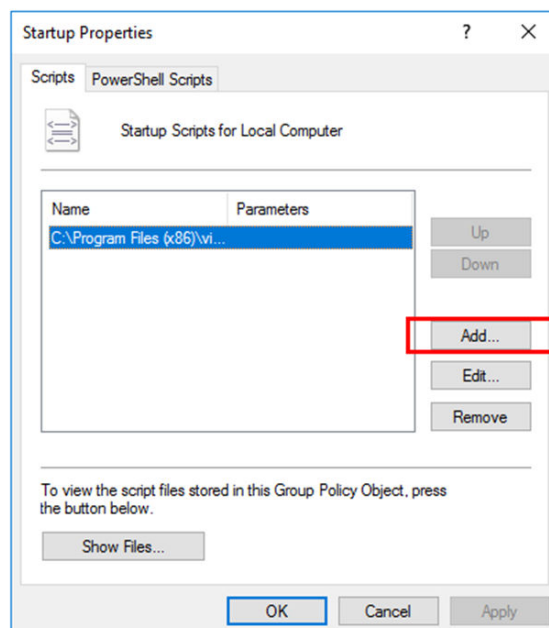 Startup Properties
?
Scripts
PowerShell Scripts
Startup Scripts for Local Computer
Name Parameters
C:\Program Files (x86)\vi...
Up
Down
Add...
Edit...
Remove
To view the script files stored in this Group Policy Object, press
the button below.
Show Files...
OK Cancel Apply